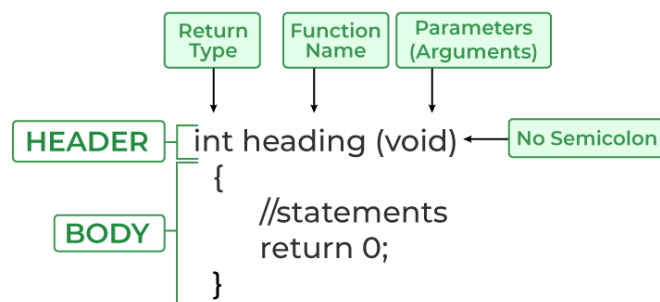 Return
Type
Function
Name
Parameters
(Arguments)
HEADER
int heading (void)
No Semicolon
BODY
{
//statements
return 0;
}